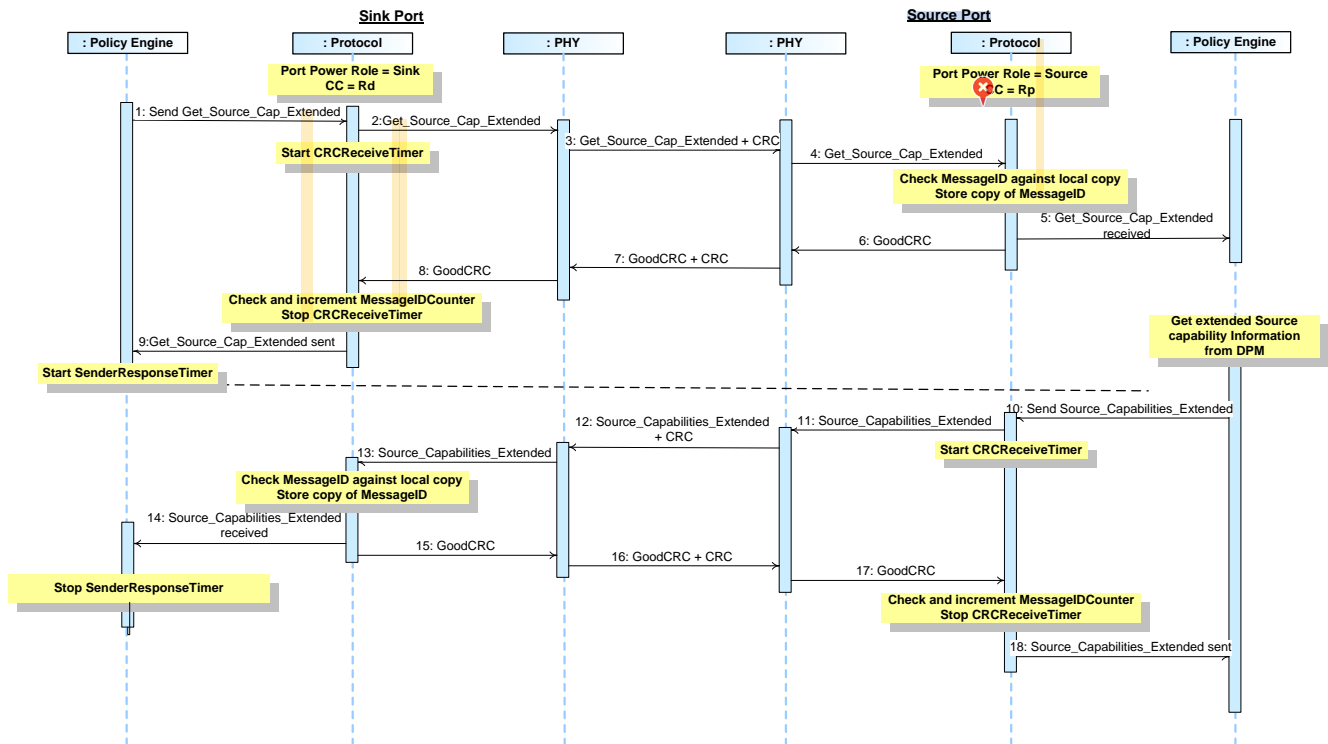 Sink Port
Source Port
: Policy Engine
: Protocol
: PHY
: PHY
: Protocol
: Policy Engine
Port Power Role = Sink
CC = Rd
Port Power Role = Source
CC = Rp
1: Send Get_Source_Cap_Extended
2:Get_Source_Cap_Extended
Start CRCReceiveTimer
3: Get_Source_Cap_Extended + CRC
4: Get_Source_Cap_Extended
Check MessageID against local copy
Store copy of MessageID
5: Get_Source_Cap_Extended
received
6: GoodCRC
7: GoodCRC + CRC
8: GoodCRC
Check and increment MessageIDCounter
Stop CRCReceiveTimer
9:Get_Source_Cap_Extended sent
Start SenderResponseTimer
Get extended Source
capability Information
from DPM
10: Send Source_Capabilities_Extended
11: Source_Capabilities_Extended
Start CRCReceiveTimer
12: Source_Capabilities_Extended
+ CRC
13: Source_Capabilities_Extended
Check MessageID against local copy
Store copy of MessageID
14: Source_Capabilities_Extended
received
15: GoodCRC
16: GoodCRC + CRC
17: GoodCRC
Stop SenderResponseTimer
Check and increment MessageIDCounter
Stop CRCReceiveTimer
18: Source_Capabilities_Extended sent